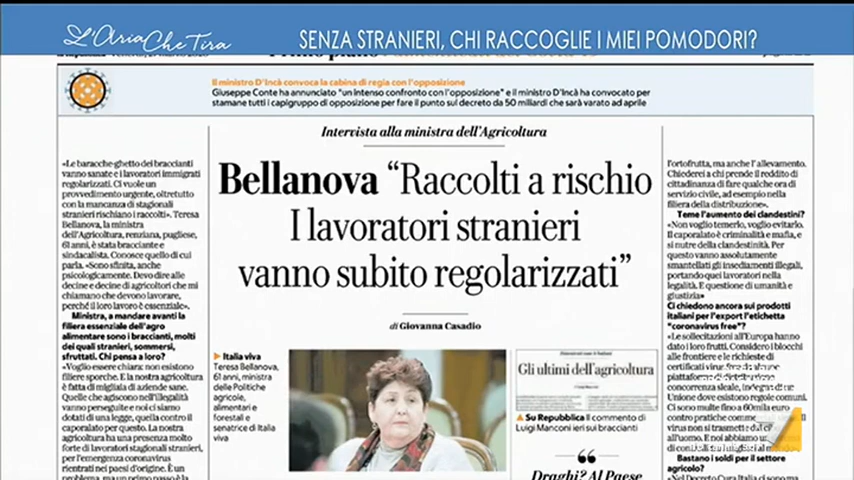 L'Aria Che Tira
SENZA STRANIERI, CHI RACCOGLIE I MIEI POMODORI?
Il ministro D'Incà convoca la cabina di regia con l'opposizione
Giuseppe Conte ha annunciato "un intenso confronto con l'opposizione" e il ministro D'Incà ha convocato per
stamane tutti i capigruppo di opposizione per fare il punto sul decreto da 50 miliardi che sarà varato ad aprile
Intervista alla ministra dell'Agricoltura
Bellanova "Raccolti a rischio
I lavoratori stranieri
vanno subito regolarizzati"
di Giovanna Casadio
«Le baracche-ghetto dei braccianti
vanno sanate e i lavoratori immigrati
regolarizzati. Ci vuole un
provvedimento urgente, oltretutto
con la mancanza di stagionali
stranieri rischiano i raccolti». Teresa
Bellanova, la ministra
dell'Agricoltura, renziana, pugliese,
61 anni, è stata bracciante e
sindacalista. Conosce quello di cui
parla. «Sono sfinita, anche
psicologicamente. Devo dire alle
decine e decine di agricoltori che mi
chiamano che devono lavorare,
perché il loro lavoro è essenziale».
Ministra, a mandare avanti la
filiera essenziale dell'agro
alimentare sono i braccianti, molti
dei quali stranieri, sommersi,
sfruttati. Chi pensa a loro?
«Voglio essere chiara: non esistono
filiere sporche. E la nostra agricoltura
è fatta di migliaia di aziende sane.
Quelle che agiscono nell'illegalità
vanno perseguite e noi ci siamo
dotati di una legge, quella contro il
caporalato per questo. La nostra
agricoltura ha una presenza molto
forte di lavoratori stagionali stranieri,
per l'emergenza coronavirus
rientrati nei paesi d'origine. È un
Italia viva
Teresa Bellanova,
61 anni, ministra
delle Politiche
agricole,
alimentari e
forestali e
senatrice di Italia
viva
Gli ultimi dell'agricoltura
Su Repubblica Il commento di
Luigi Manconi ieri sui braccianti
Draghi? Al Paese
l'ortofrutta, ma anche l'allevamento.
Chiederei a chi prende il reddito di
cittadinanza di fare qualche ora di
servizio civile, ad esempio nella
filiera della distribuzione».
Teme l'aumento dei clandestini?
«Non voglio temerlo, voglio evitarlo.
Il caporalato è criminalità e mafia, e
si nutre della clandestinità. Per
questo vanno assolutamente
smantellati gli insediamenti illegali,
portando quei lavoratori nella
legalità. È questione di umanità e
giustizia»
Ci chiedono ancora sui prodotti
italiani per l'export l'etichetta
"coronavirus free"?
«Le sollecitazioni all'Europa hanno
dato i loro frutti. Considero i blocchi
alle frontiere e le richieste di
certificati virus
concorrenza sleale,
Unione dove esistono regole comuni.
Ci sono multe fino a 60mila euro
contro pratiche
virus non si trasmette
all'uomo. E noi abbiamo
di controlli
Bastano i soldi per il settore
agricolo?
«Nel Decreto Cura Italia ci sono